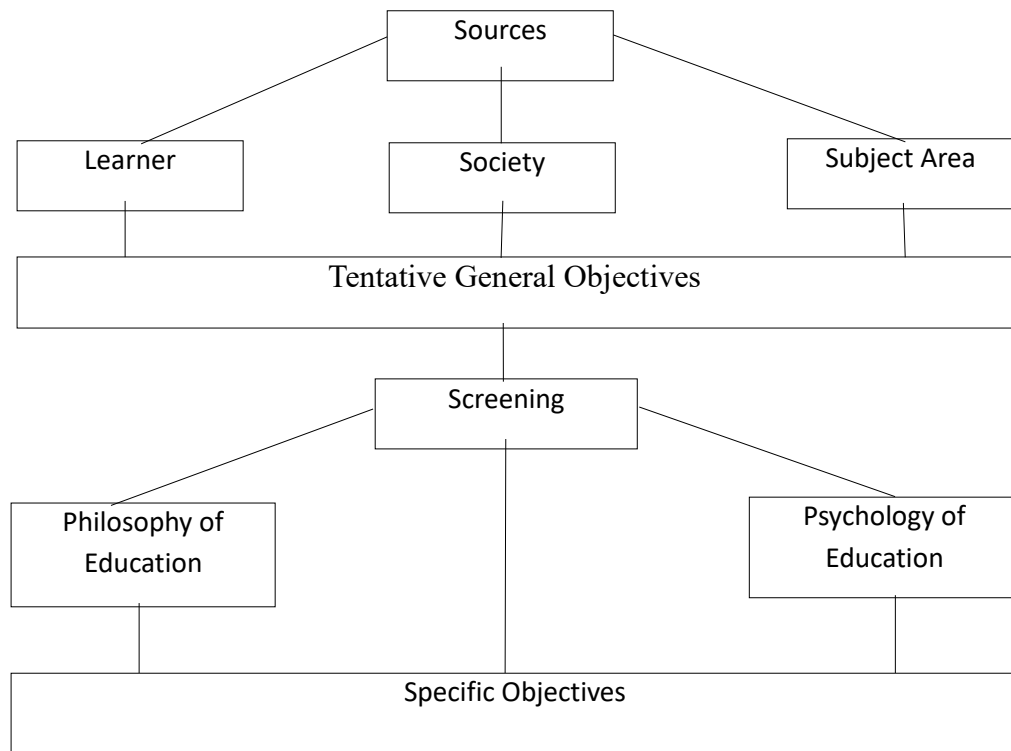 Sources
Learner
Society
Subject Area
Tentative General Objectives
Screening
Philosophy of
Education
Psychology of
Education
Specific Objectives